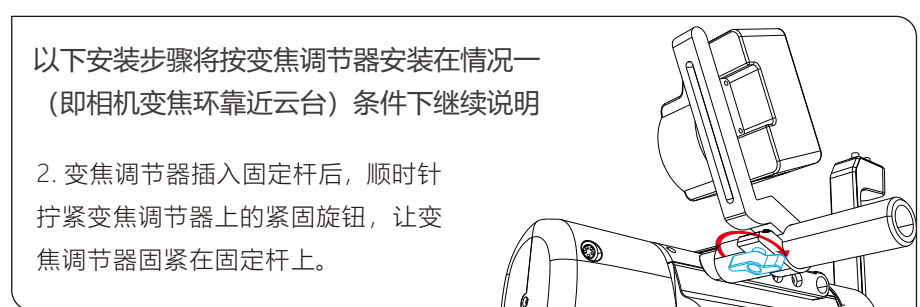 以下安装步骤将按变焦调节器安装在情况一
（即相机变焦环靠近云台）条件下继续说明
2. 变焦调节器插入固定杆后，顺时针
拧紧变焦调节器上的紧固旋钮，让变
焦调节器固紧在固定杆上。